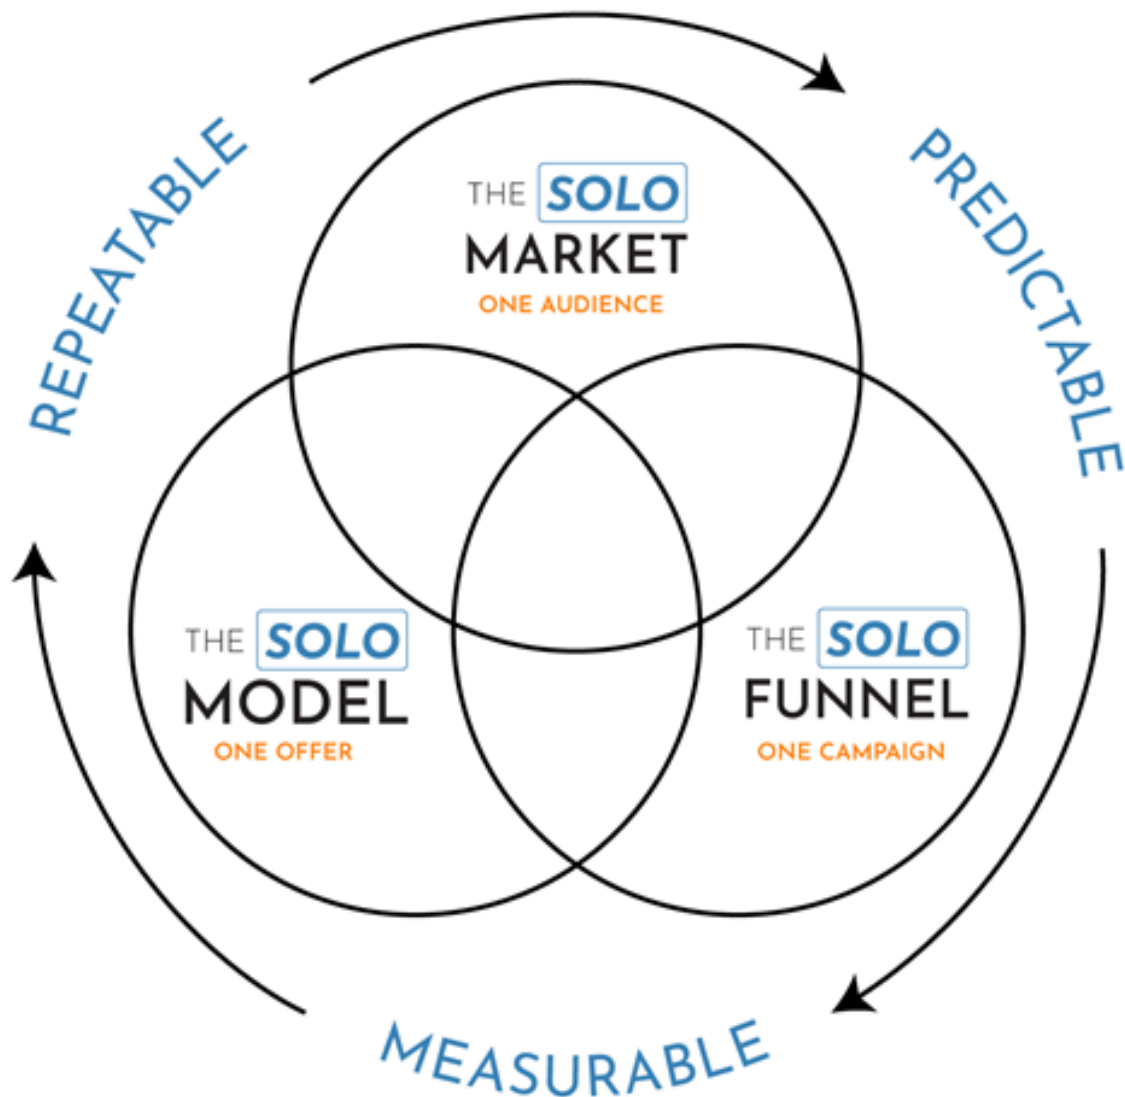 REPEATABLE
PREDICTABLE
THE SOLO
MARKET
ONE AUDIENCE
THE SOLO
MODEL
ONE OFFER
THE SOLO
FUNNEL
ONE CAMPAIGN
MEASURABLE